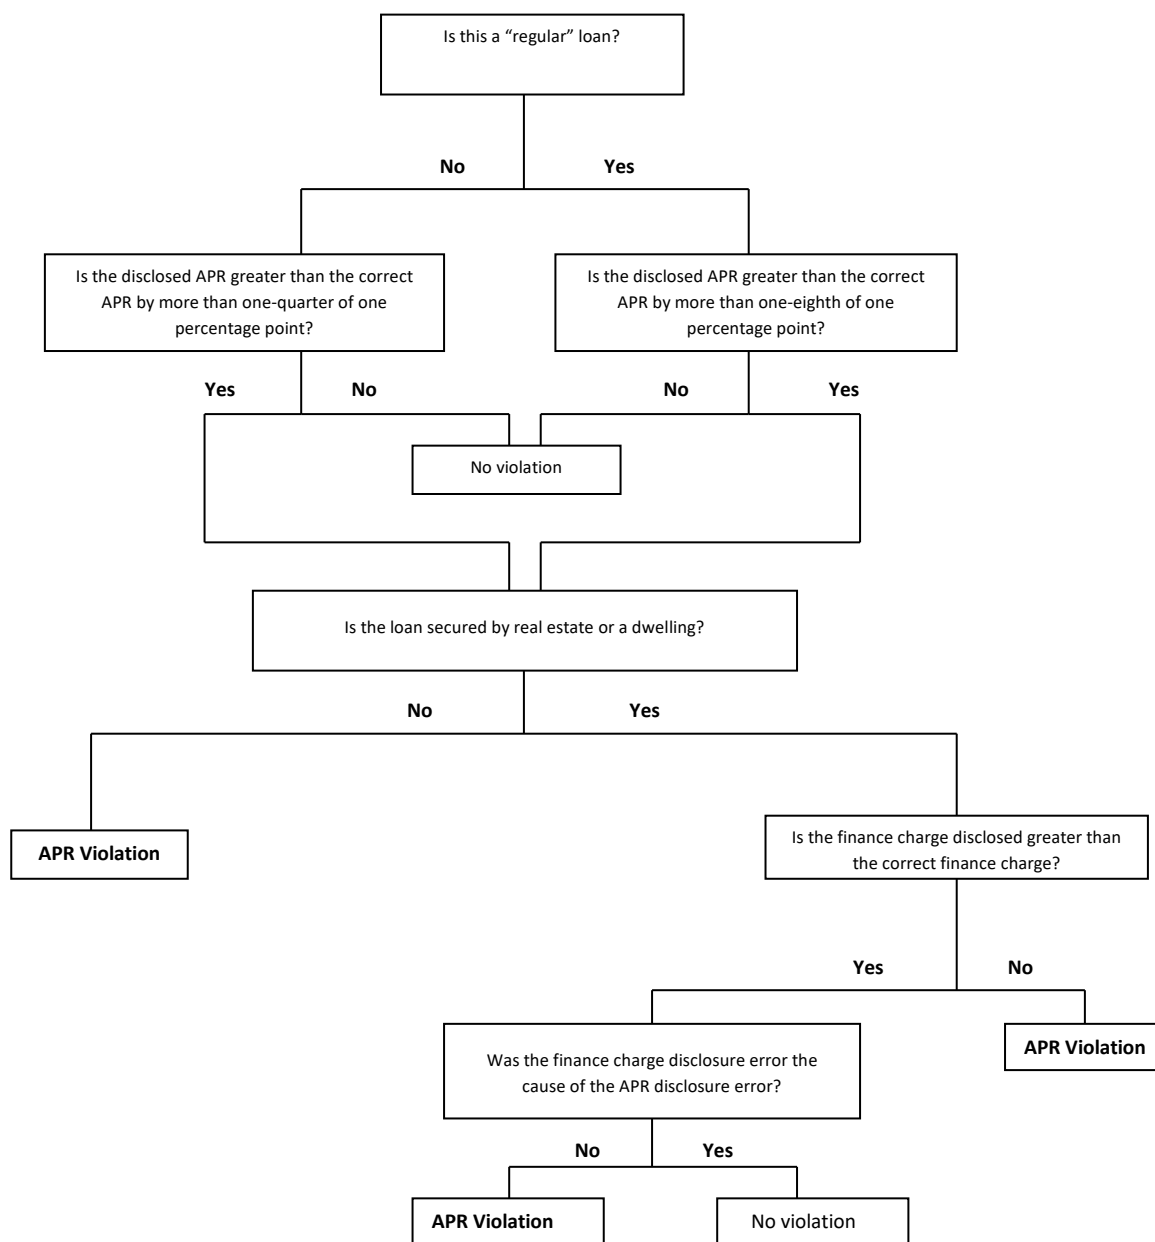 Is this a “regular” loan?
No
Yes
Is the disclosed APR greater than the correct
APR by more than one-quarter of one
percentage point?
Is the disclosed APR greater than the correct
APR by more than one-eighth of one
percentage point?
Yes
No
No
Yes
No violation
Is the loan secured by real estate or a dwelling?
No
Yes
APR Violation
Is the finance charge disclosed greater than
the correct finance charge?
Yes
No
Was the finance charge disclosure error the
cause of the APR disclosure error?
APR Violation
No
Yes
APR Violation
No violation